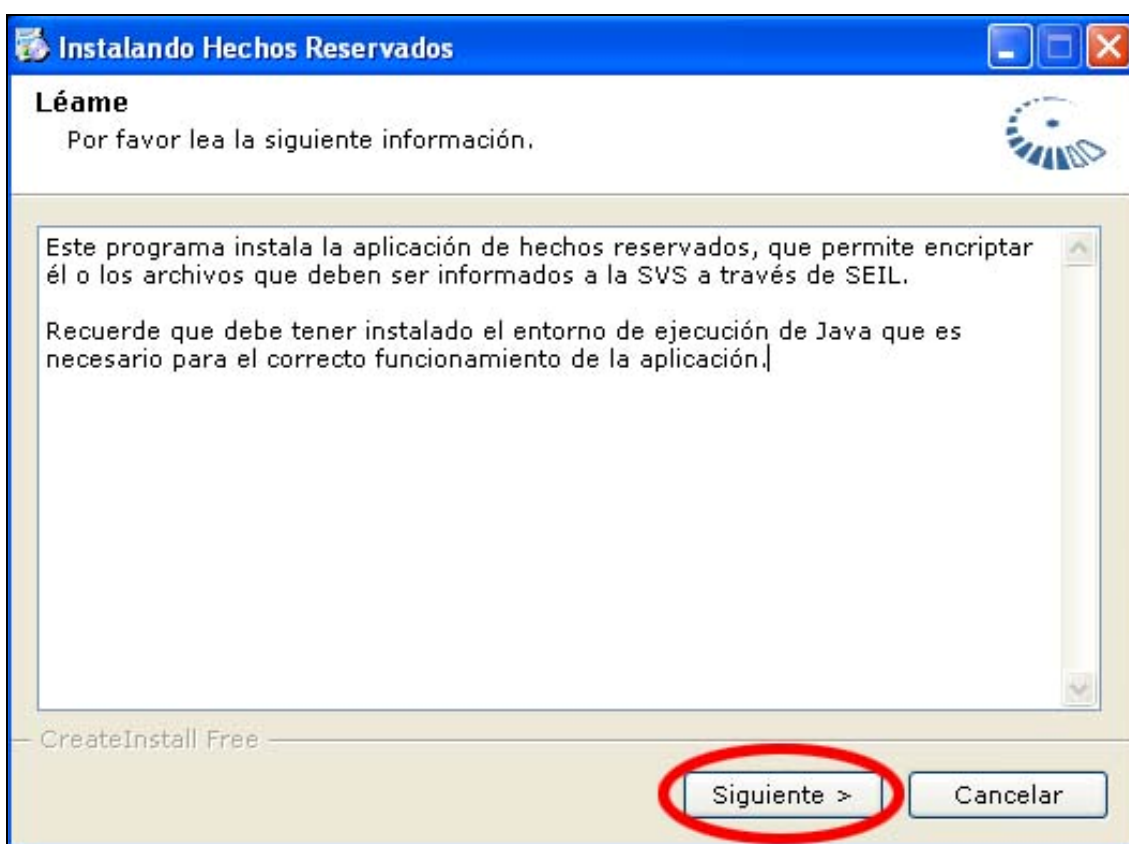 Instalando Hechos Reservados
Léame
Por favor lea la siguiente información.
Este programa instala la aplicación de hechos reservados, que permite encriptar
él o los archivos que deben ser informados a la SVS a través de SEIL.
Recuerde que debe tener instalado el entorno de ejecución de Java que es
necesario para el correcto funcionamiento de la aplicación.
CreateInstall Free
Siguiente > Cancelar